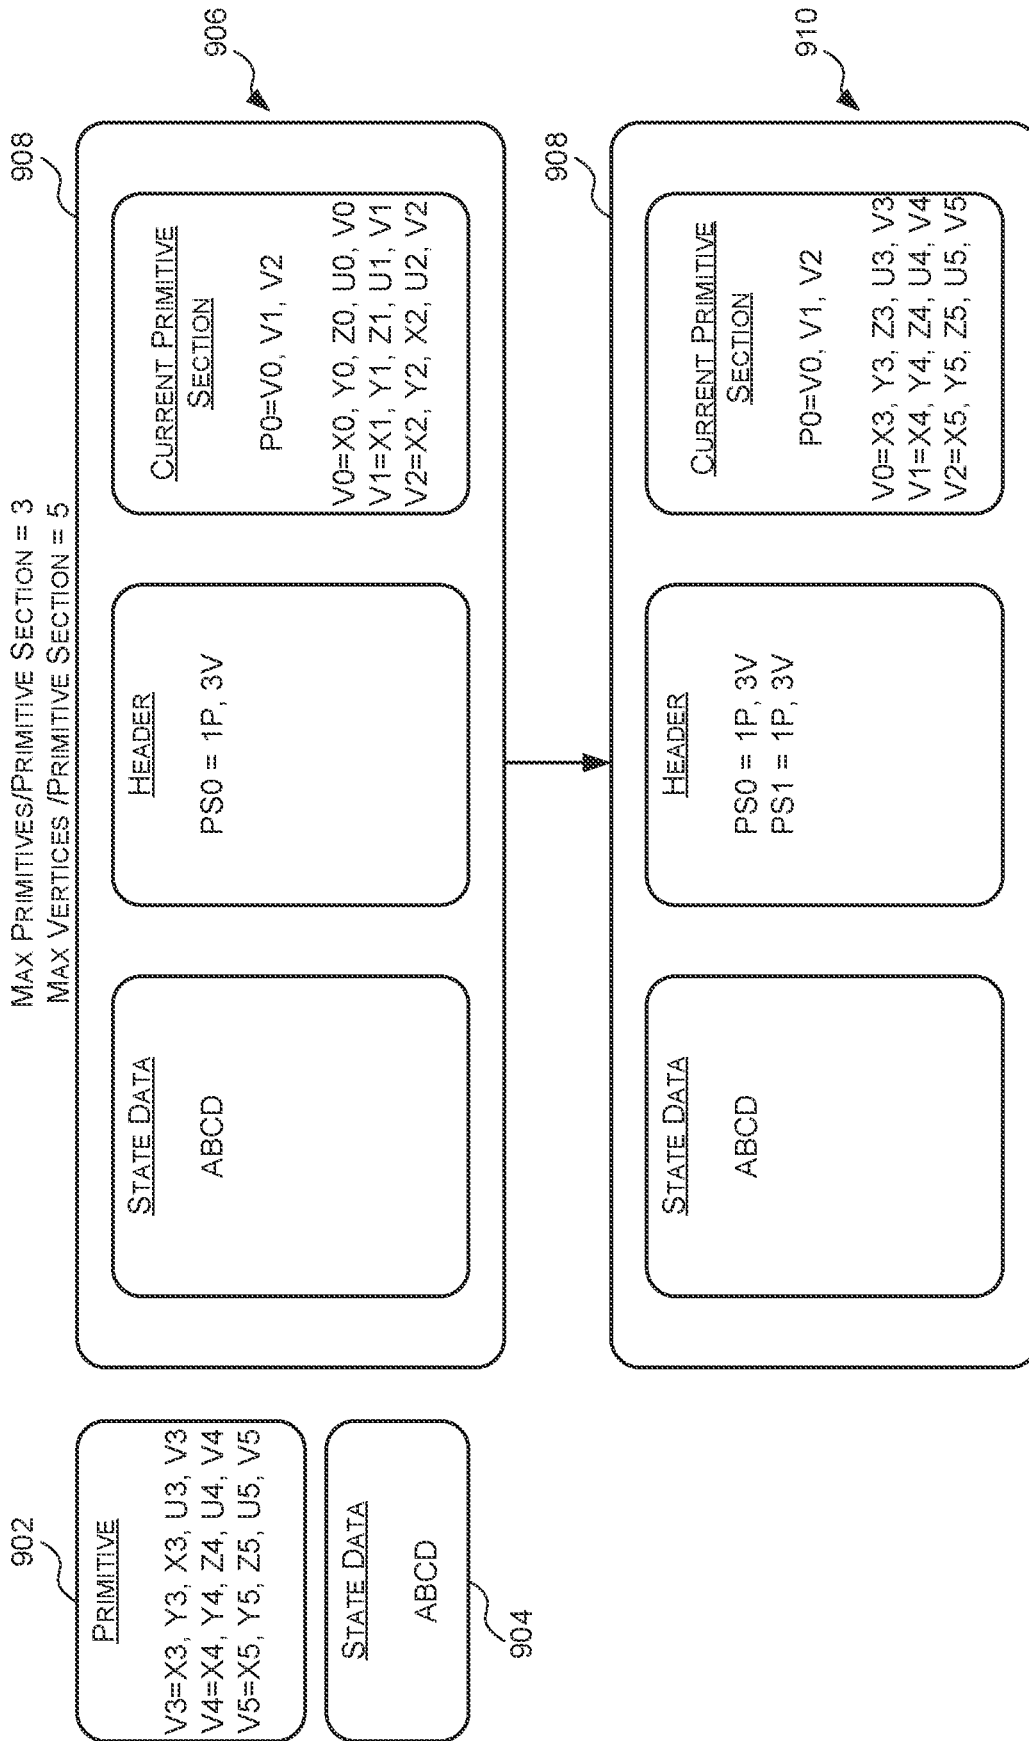 902
PRIMITIVE
V3=X3, Y3, X3, U3, V3
V4=X4, Y4, Z4, U4, V4
V5=X5, Y5, Z5, U5, V5
STATE DATA
ABCD
904
MAX PRIMITIVES/PRIMITIVE SECTION = 3
MAX VERTICES /PRIMITIVE SECTION = 5
908
STATE DATA
ABCD
HEADER
PS0 = 1P, 3V
CURRENT PRIMITIVE
SECTION
P0=V0, V1, V2
V0=X0, Y0, Z0, U0, V0
V1=X1, Y1, Z1, U1, V1
V2=X2, Y2, X2, U2, V2
906
908
STATE DATA
ABCD
HEADER
PS0 = 1P, 3V
PS1 = 1P, 3V
CURRENT PRIMITIVE
SECTION
P0=V0, V1, V2
V0=X3, Y3, Z3, U3, V3
V1=X4, Y4, Z4, U4, V4
V2=X5, Y5, Z5, U5, V5
910